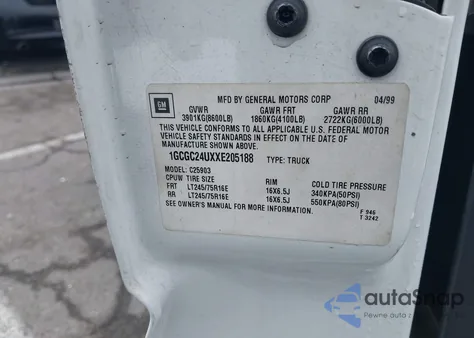 GM
MFD BY GENERAL MOTORS CORP 04/99
GVWR GAWR FRT GAWR RR
3901KG(8600LB) 1860KG(4100LB) 2722KG(6000LB)
THIS VEHICLE CONFORMS TO ALL APPLICABLE U.S. FEDERAL MOTOR
VEHICLE SAFETY STANDARDS IN EFFECT ON THE DATE OF
MANUFACTURE SHOWN ABOVE.
1GCGC24UXXE205188 TYPE: TRUCK
MODEL: C25903
CPUW TIRE SIZE RIM COLD TIRE PRESSURE
FRT LT245/75R16E 16X6.5J 340KPA(50PSI)
RR LT245/75R16E 16X6.5J 550KPA(80PSI)
SEE OWNER'S MANUAL FOR MORE INFORMATION.
F 946
T 3242
autoSnap
Pewne auta z